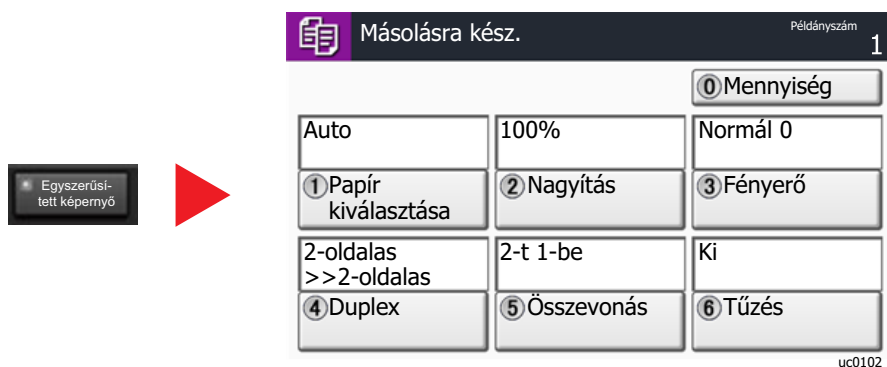 Másolásra kész.
Példányszám
1
0 Mennyiség
Auto
100%
Normál 0
1 Papír
kiválasztása
2 Nagyítás
3 Fényerő
Egyszerűsí-
tett képernyő
2-oldalas
>>2-oldalas
2-t 1-be
Ki
4 Duplex
5 Összevonás
6 Tűzés
uc0102